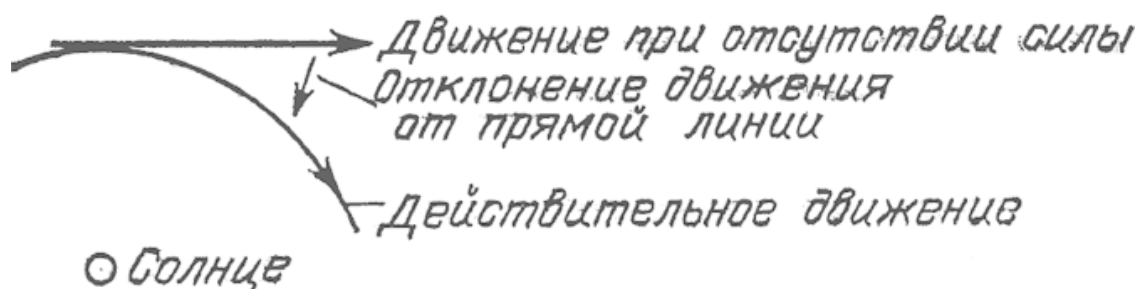 Движение при отсутствии силы
Отклонение движения
от прямой линии
Действительное движение
Солнце